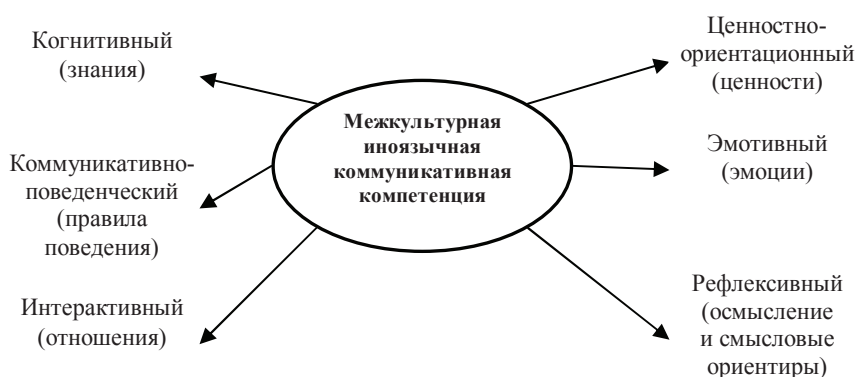 Когнитивный
(знания)
Коммуникативно-
поведенческий
(правила
поведения)
Интерактивный
(отношения)
Межкультурная
иноязычная
коммуникативная
компетенция
Ценностно-
ориентационный
(ценности)
Эмотивный
(эмоции)
Рефлексивный
(осмысление
и смысловые
ориентиры)